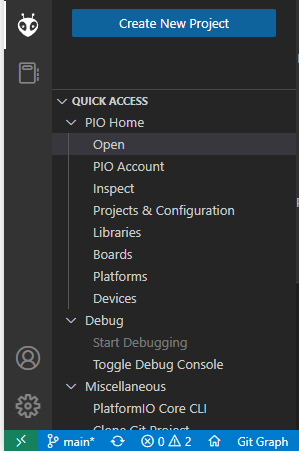 Create New Project
QUICK ACCESS
PIO Home
Open
PIO Account
Inspect
Projects & Configuration
Libraries
Boards
Platforms
Devices
Debug
Start Debugging
Toggle Debug Console
Miscellaneous
PlatformIO Core CLI
Clone Git Project
main* 0 2 Git Graph